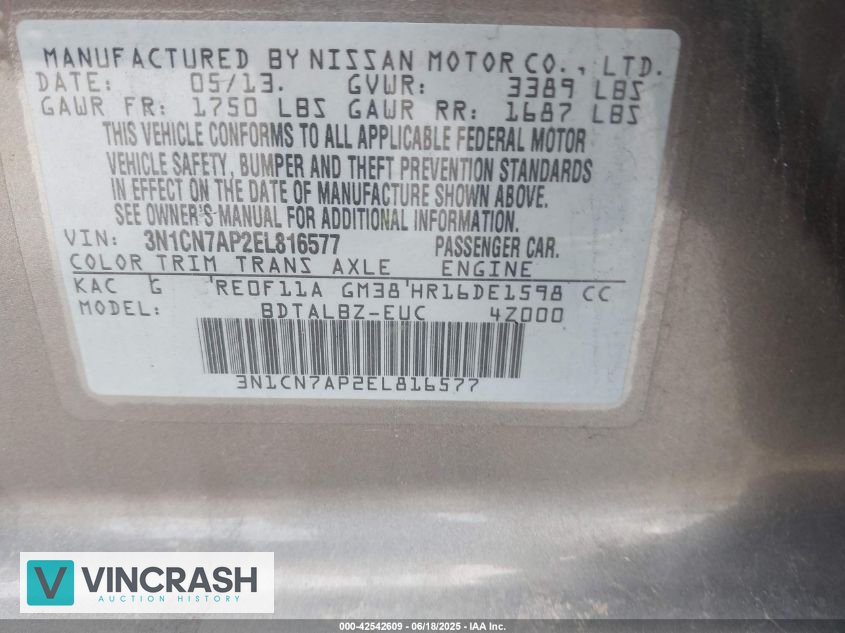 MANUFACTURED BY NISSAN MOTOR CO., LTD.
DATE: 05/13. GVWR: 3389 LBS
GAWR FR: 1750 LBS GAWR RR: 1687 LBS
THIS VEHICLE CONFORMS TO ALL APPLICABLE FEDERAL MOTOR
VEHICLE SAFETY, BUMPER AND THEFT PREVENTION STANDARDS
IN EFFECT ON THE DATE OF MANUFACTURE SHOWN ABOVE.
SEE OWNER'S MANUAL FOR ADDITIONAL INFORMATION.
VIN: 3N1CN7AP2EL816577 PASSENGER CAR.
COLOR TRIM TRANS AXLE ENGINE
KAC G RE0F11A GM38 HR16DE1598 CC
MODEL: BDTALBZ-EUC 4Z000
3N1CN7AP2EL816577
VINCRASH
AUCTION HISTORY
000-42542609 - 06/18/2025 - IAA Inc.